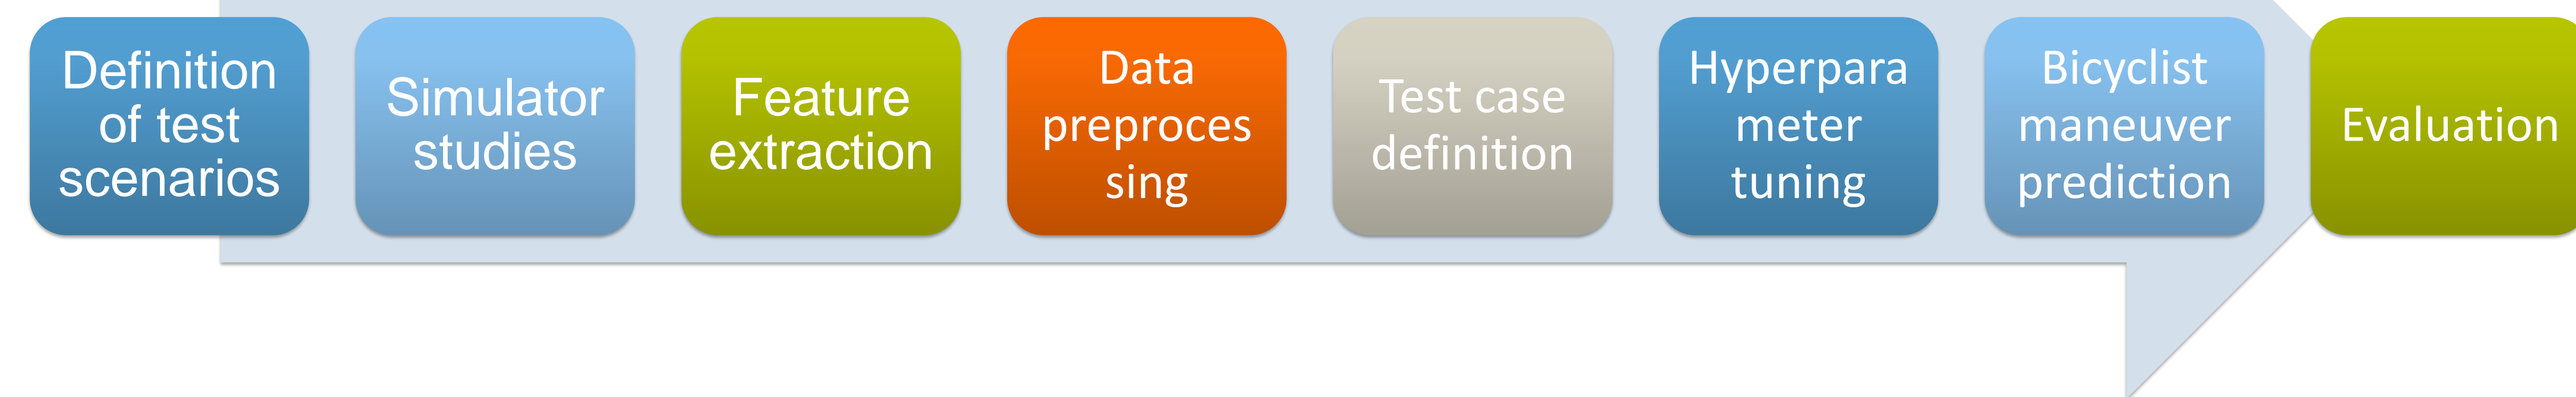 Definition
of test
scenarios
Simulator
studies
Feature
extraction
Data
preproces
sing
Test case
definition
Hyperpara
meter
tuning
Bicyclist
maneuver
prediction
Evaluation